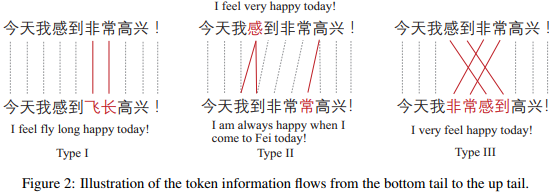 I feel very happy today!
今天我感到非常高兴！
今天我感到非常高兴！
今天我感到非常高兴！
今天我感到飞长高兴！
今天我到非常常高兴!
今天我非常感到高兴！
I feel fly long happy today!
I am always happy when I
come to Fei today!
I very feel happy today!
Type I
Type II
Type III
Figure 2: Illustration of the token information flows from the bottom tail to the up tail.